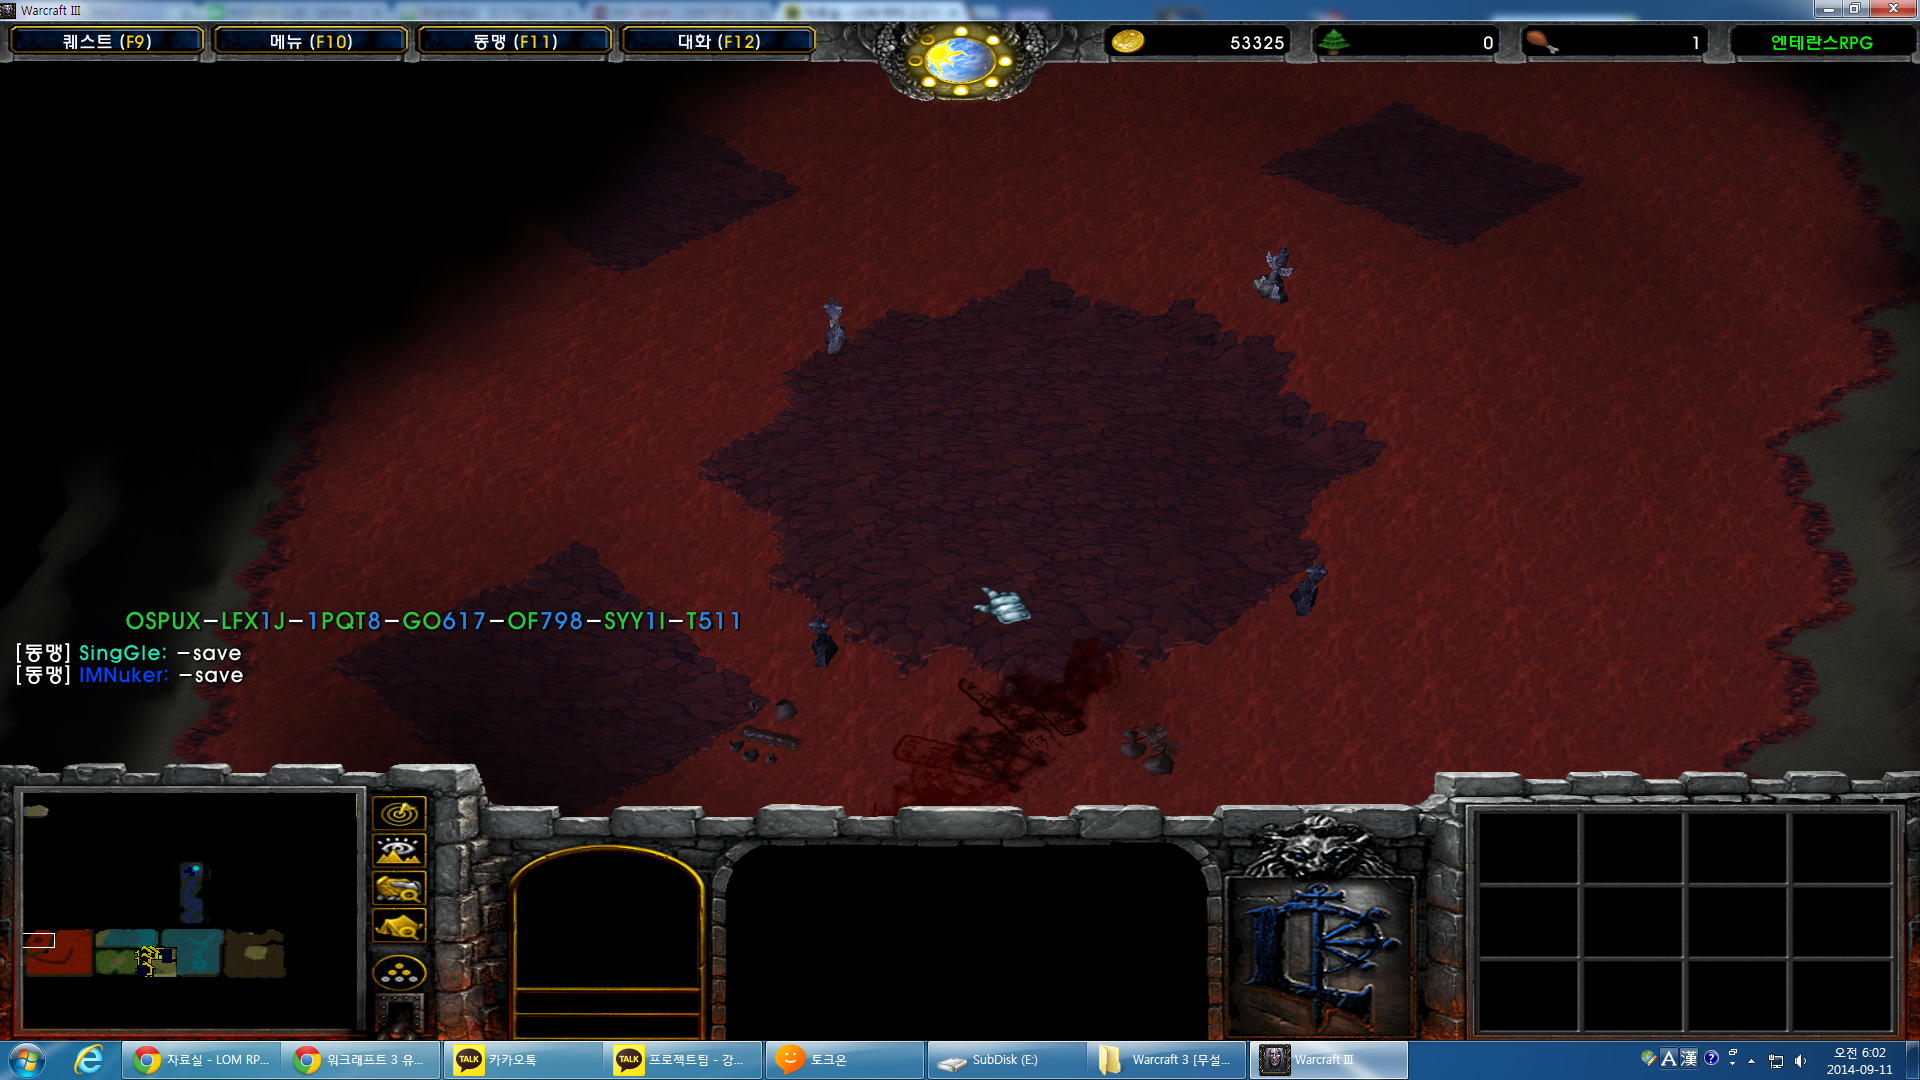 Warcraft III
퀘스트 (F9)
메뉴 (F10)
동맹 (F11)
대화 (F12)
53325
0
1
엔테란스RPG
OSPUX-LFX1J-1PQT8-GO617-OF798-SYY1I-T511
[동맹] SingGle: -save
[동맹] IMNuker: -save
자료실 - LOM RP...
워크래프트 3 유...
TALK
카카오톡
TALK
프로젝트팀 - 강...
토크온
SubDisk (E:)
Warcraft 3 [무설...
Warcraft III
A 漢
오전 6:02
2014-09-11